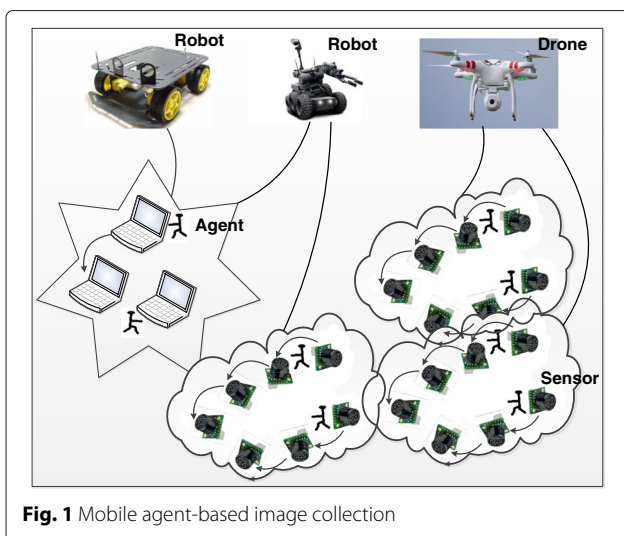 Robot
Robot
Drone
Agent
Sensor
Fig. 1 Mobile agent-based image collection